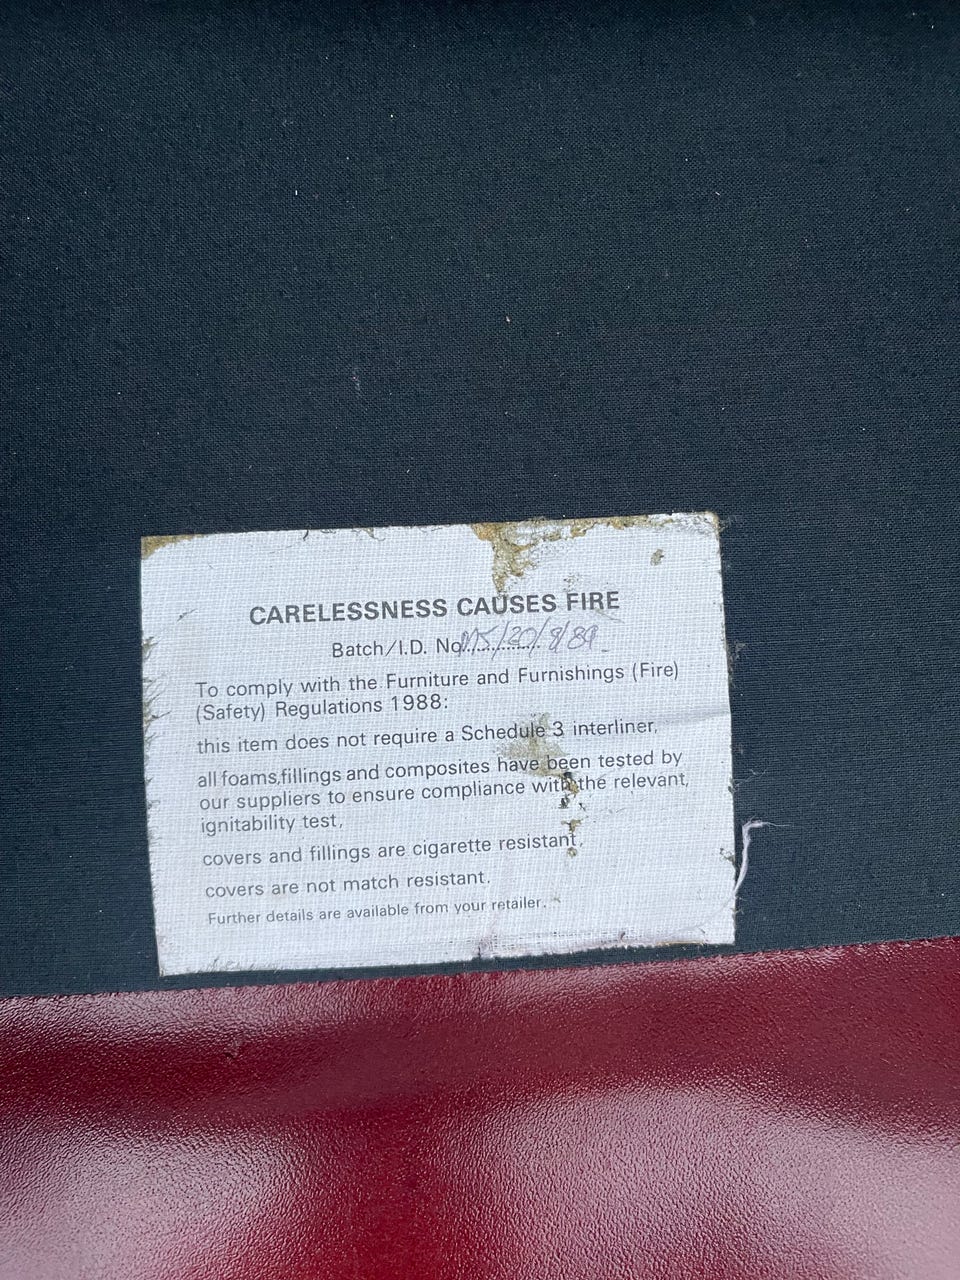 CARELESSNESS CAUSES FIRE
Batch/I.D. No............... /20/8/89
To comply with the Furniture and Furnishings (Fire)
(Safety) Regulations 1988:
this item does not require a Schedule 3 interliner,
all foams,fillings and composites have been tested by
our suppliers to ensure compliance with the relevant,
ignitability test,
covers and fillings are cigarette resistant,
covers are not match resistant.
Further details are available from your retailer.